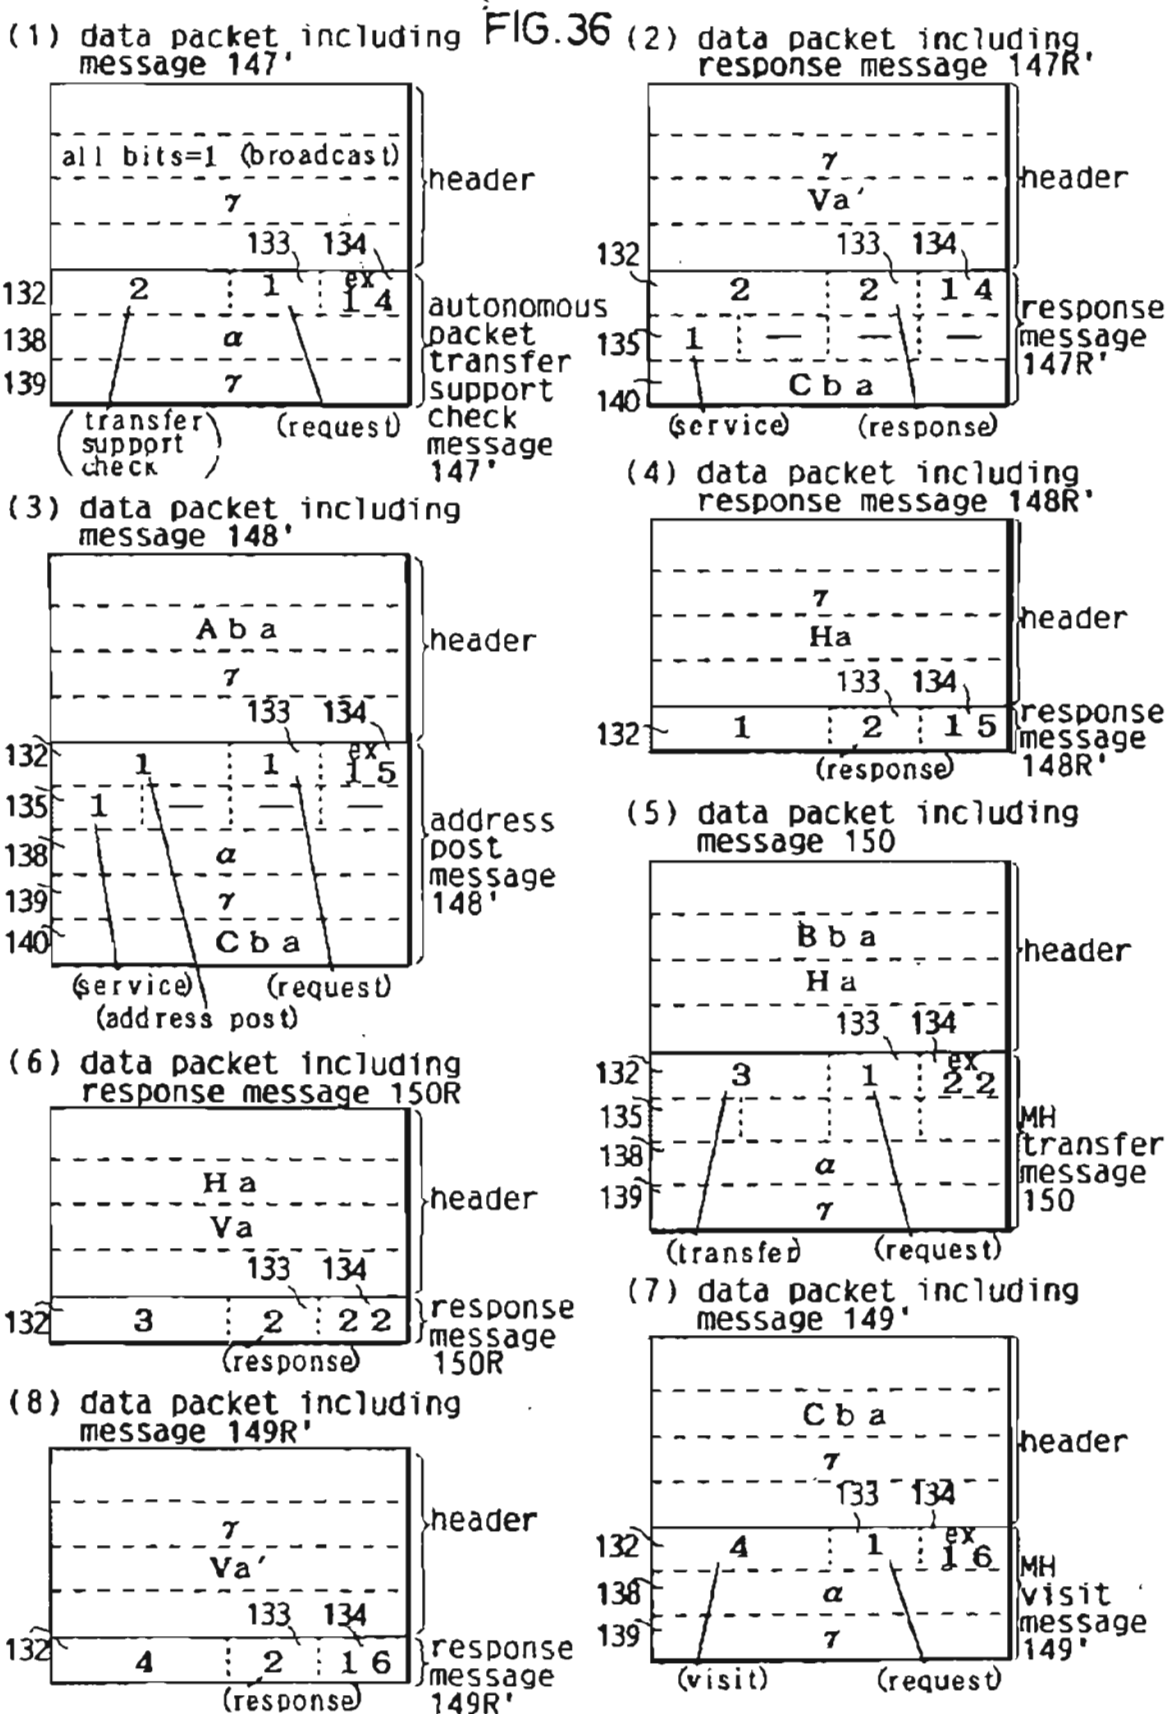 FIG.36
(1) data packet including
message 147'
all bits=1 (broadcast)
γ
header
133 134
132 2 1 ex 14
138 α
139 γ
autonomous
packet
transfer
support
check
message
147'
(transfer
support
check)
(request)
(2) data packet including
response message 147R'
γ
Va'
header
132
133 134
2 2 14
135 1 — — —
140 Cba
response
message
147R'
(service) (response)
(3) data packet including
message 148'
Aba
γ
header
133 134
132 1 1 ex 15
135 1 — — —
138 α
139 γ
140 Cba
address
post
message
148'
(service) (request)
(address post)
(4) data packet including
response message 148R'
γ
Ha
header
133 134
132 1 2 15
response
message
148R'
(response)
(5) data packet including
message 150
Bba
Ha
header
133 134
132 3 1 ex 22
135
138 α
139 γ
MH
transfer
message
150
(transfer) (request)
(6) data packet including
response message 150R
Ha
Va
header
133 134
132 3 2 22
response
message
150R
(response)
(7) data packet including
message 149'
Cba
γ
header
133 134
132 4 1 ex 16
138 α
139 γ
MH
visit
message
149'
(visit) (request)
(8) data packet including
message 149R'
γ
Va'
header
133 134
132 4 2 16
response
message
149R'
(response)